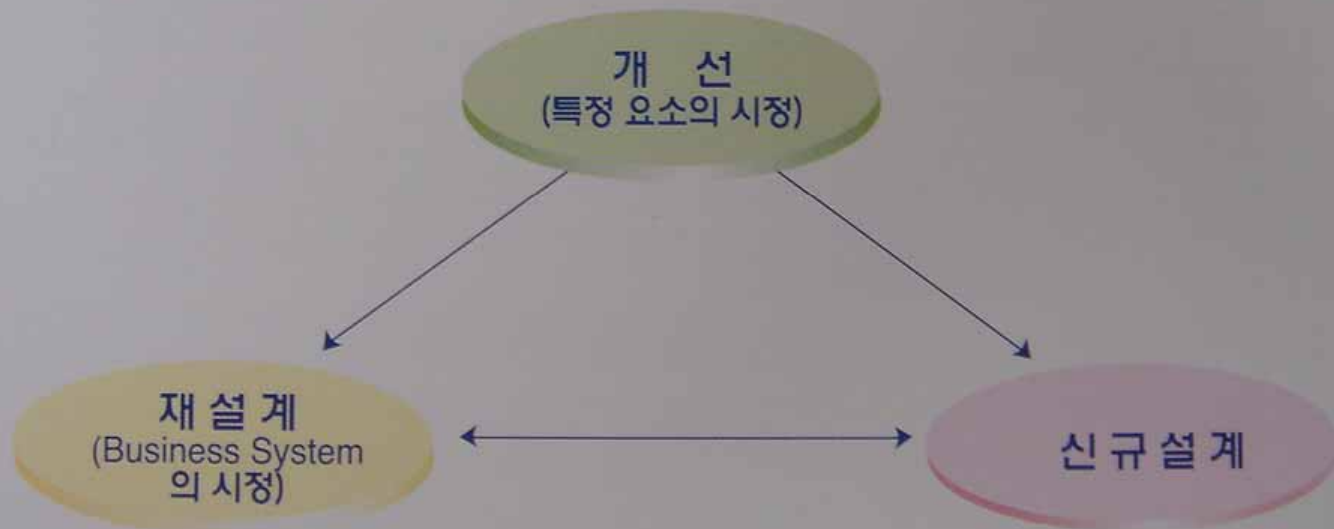 개 선
(특정 요소의 시정)
재 설 계
(Business System
의 시정)
신 규 설 계